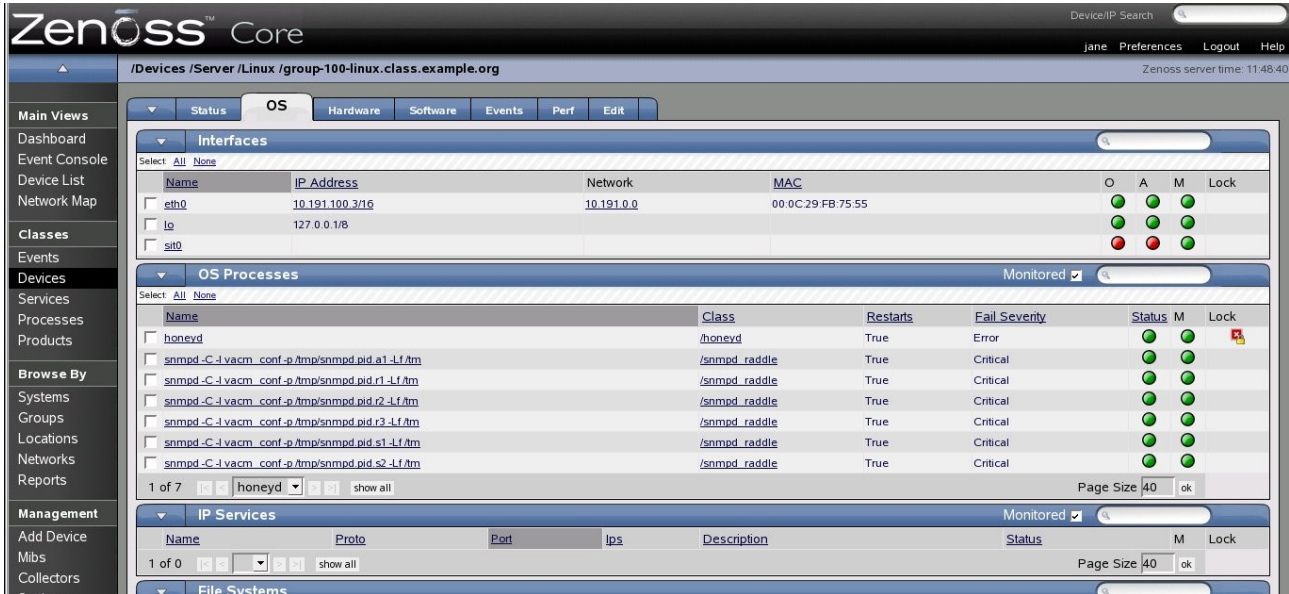 Zenoss™ Core
Device/IP Search
jane Preferences Logout Help
/Devices /Server /Linux /group-100-linux.class.example.org
Zenoss server time: 11:48:40
Main Views
Dashboard
Event Console
Device List
Network Map
Classes
Events
Devices
Services
Processes
Products
Browse By
Systems
Groups
Locations
Networks
Reports
Management
Add Device
Mibs
Collectors
Status OS Hardware Software Events Perf Edit
Interfaces
Select: All None
Name IP Address Network MAC O A M Lock
eth0 10.191.100.3/16 10.191.0.0 00:0C:29:FB:75:55
lo 127.0.0.1/8
sit0
OS Processes Monitored
Select: All None
Name Class Restarts Fail Severity Status M Lock
honeyd /honeyd True Error
snmpd -C -I vacm_conf -p /tmp/snmpd.pid.a1 -Lf /tm /snmpd_raddle True Critical
snmpd -C -I vacm_conf -p /tmp/snmpd.pid.r1 -Lf /tm /snmpd_raddle True Critical
snmpd -C -I vacm_conf -p /tmp/snmpd.pid.r2 -Lf /tm /snmpd_raddle True Critical
snmpd -C -I vacm_conf -p /tmp/snmpd.pid.r3 -Lf /tm /snmpd_raddle True Critical
snmpd -C -I vacm_conf -p /tmp/snmpd.pid.s1 -Lf /tm /snmpd_raddle True Critical
snmpd -C -I vacm_conf -p /tmp/snmpd.pid.s2 -Lf /tm /snmpd_raddle True Critical
1 of 7 |< < honeyd > >| show all Page Size 40 ok
IP Services Monitored
Name Proto Port Ips Description Status M Lock
1 of 0 |< < > >| show all Page Size 40 ok
File Systems